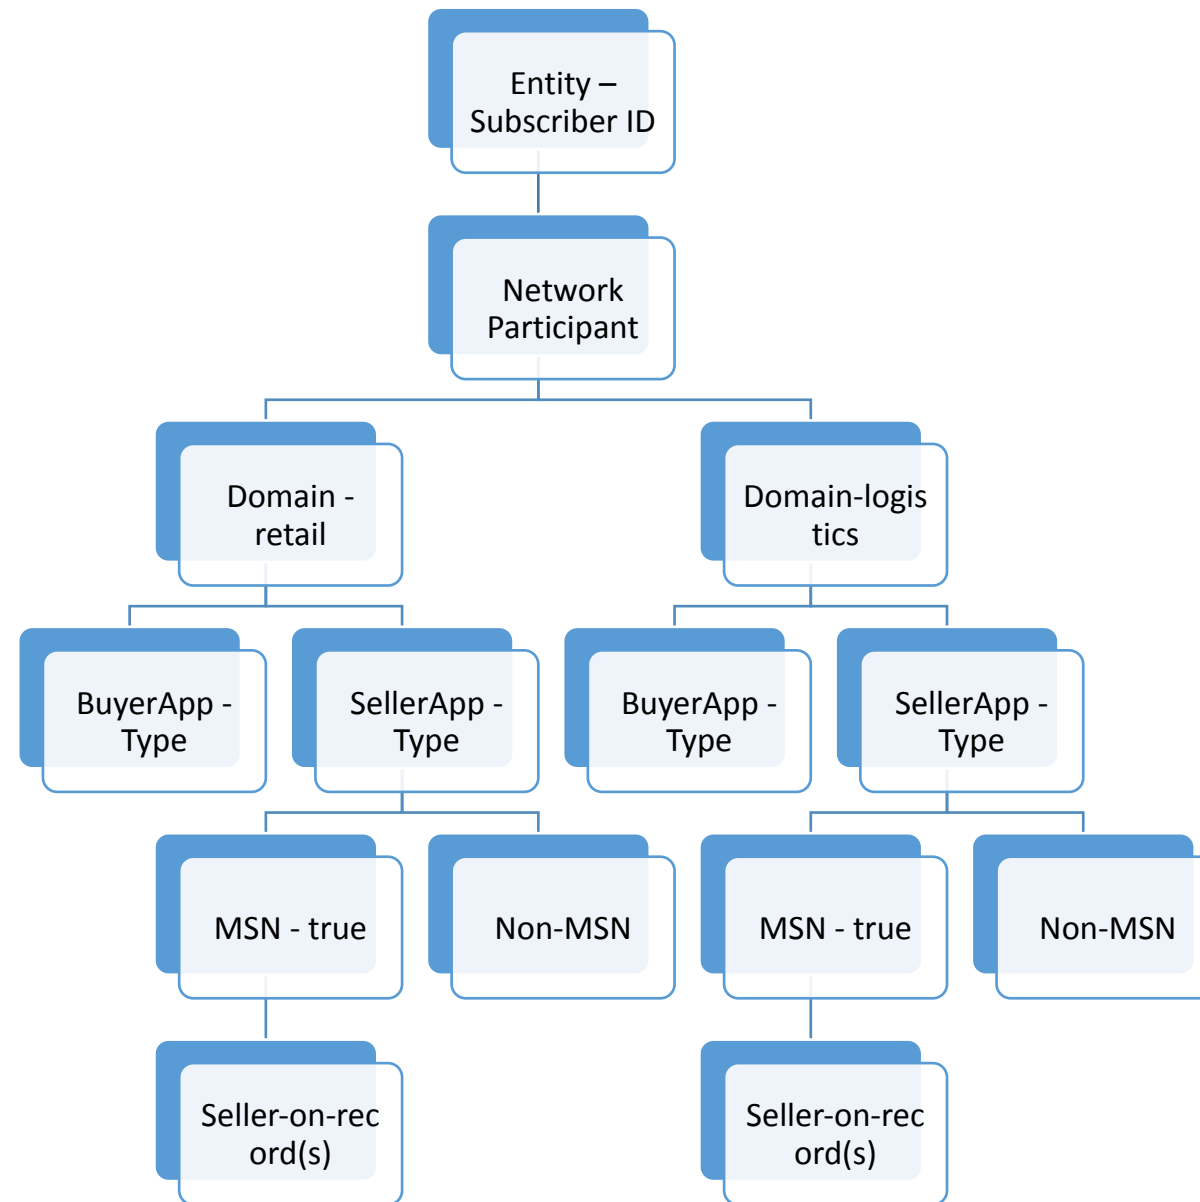 Entity –
Subscriber ID
Network
Participant
Domain -
retail
Domain-logis
tics
BuyerApp -
Type
SellerApp -
Type
BuyerApp -
Type
SellerApp -
Type
MSN - true
Non-MSN
MSN - true
Non-MSN
Seller-on-rec
ord(s)
Seller-on-rec
ord(s)